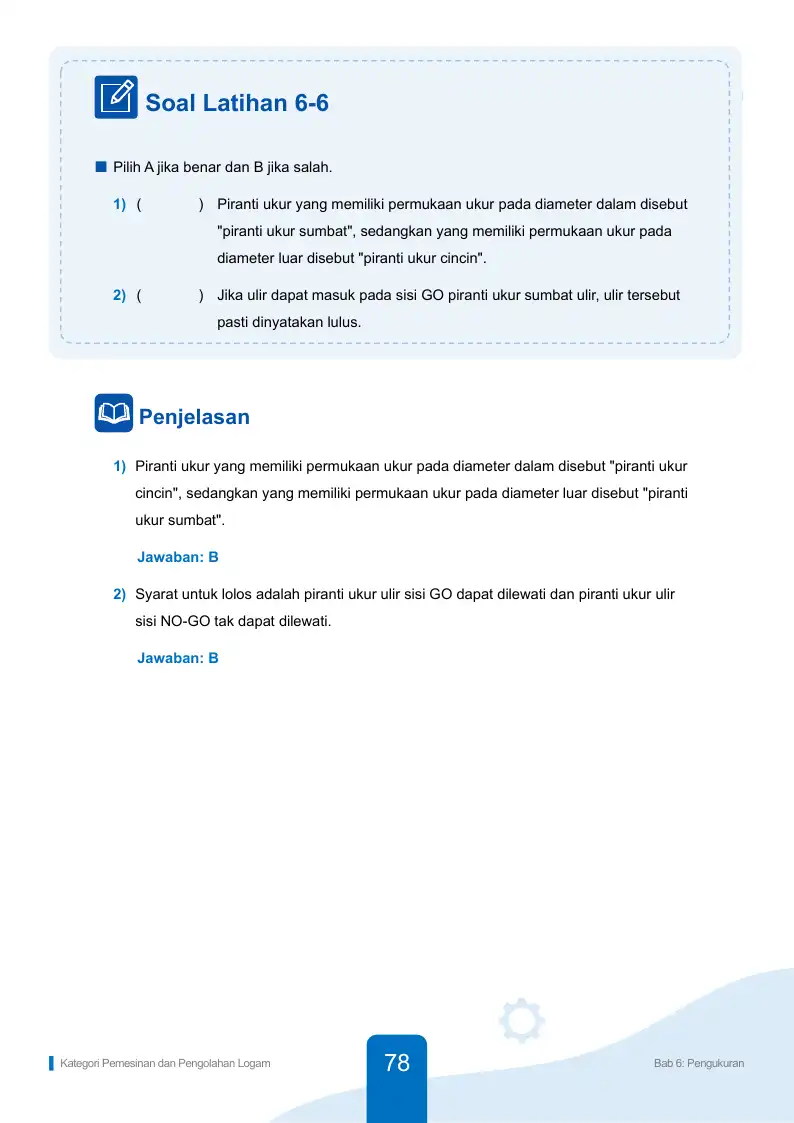 Soal Latihan 6-6
Pilih A jika benar dan B jika salah.
1) ( ) Piranti ukur yang memiliki permukaan ukur pada diameter dalam disebut
"piranti ukur sumbat", sedangkan yang memiliki permukaan ukur pada
diameter luar disebut "piranti ukur cincin".
2) ( ) Jika ulir dapat masuk pada sisi GO piranti ukur sumbat ulir, ulir tersebut
pasti dinyatakan lulus.
Penjelasan
1) Piranti ukur yang memiliki permukaan ukur pada diameter dalam disebut "piranti ukur
cincin", sedangkan yang memiliki permukaan ukur pada diameter luar disebut "piranti
ukur sumbat".
Jawaban: B
2) Syarat untuk lolos adalah piranti ukur ulir sisi GO dapat dilewati dan piranti ukur ulir
sisi NO-GO tak dapat dilewati.
Jawaban: B
Kategori Pemesinan dan Pengolahan Logam
78
Bab 6: Pengukuran